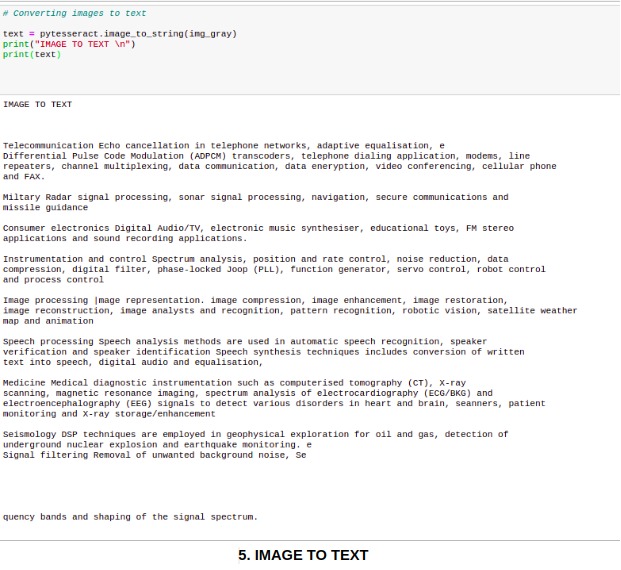 # Converting images to text
text = pytesseract.image_to_string(img_gray)
print("IMAGE TO TEXT \n")
print(text)
IMAGE TO TEXT
Telecommunication Echo cancellation in telephone networks, adaptive equalisation, e
Differential Pulse Code Modulation (ADPCM) transcoders, telephone dialing application, modems, line
repeaters, channel multiplexing, data communication, data eneryption, video conferencing, cellular phone
and FAX.
Miltary Radar signal processing, sonar signal processing, navigation, secure communications and
missile guidance
Consumer electronics Digital Audio/TV, electronic music synthesiser, educational toys, FM stereo
applications and sound recording applications.
Instrumentation and control Spectrum analysis, position and rate control, noise reduction, data
compression, digital filter, phase-locked Joop (PLL), function generator, servo control, robot control
and process control
Image processing |mage representation. image compression, image enhancement, image restoration,
image reconstruction, image analysts and recognition, pattern recognition, robotic vision, satellite weather
map and animation
Speech processing Speech analysis methods are used in automatic speech recognition, speaker
verification and speaker identification Speech synthesis techniques includes conversion of written
text into speech, digital audio and equalisation,
Medicine Medical diagnostic instrumentation such as computerised tomography (CT), X-ray
scanning, magnetic resonance imaging, spectrum analysis of electrocardiography (ECG/BKG) and
electroencephalography (EEG) signals to detect various disorders in heart and brain, seanners, patient
monitoring and X-ray storage/enhancement
Seismology DSP techniques are employed in geophysical exploration for oil and gas, detection of
underground nuclear explosion and earthquake monitoring. e
Signal filtering Removal of unwanted background noise, Se
quency bands and shaping of the signal spectrum.
5. IMAGE TO TEXT